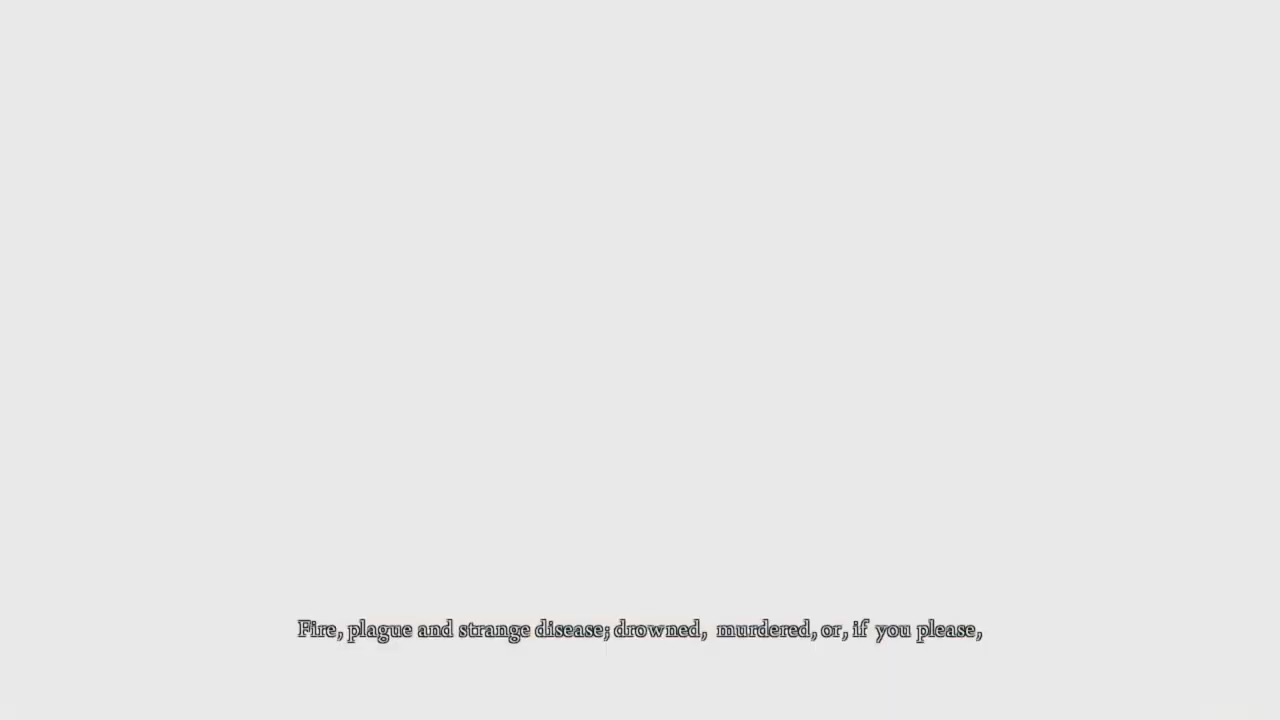 Fire, plague and strange disease; drowned, murdered, or, if you please,